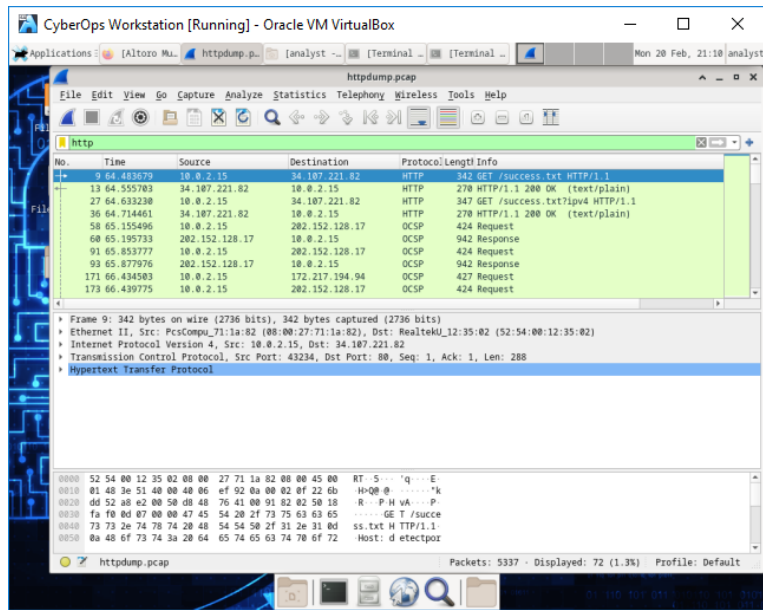 CyberOps Workstation [Running] - Oracle VM VirtualBox
Applications [Altoro Mu… httpdump.p… [analyst -… [Terminal … [Terminal … Mon 20 Feb, 21:10 analyst
httpdump.pcap
File Edit View Go Capture Analyze Statistics Telephony Wireless Tools Help
http
No. Time Source Destination Protocol Length Info
9 64.483679 10.0.2.15 34.107.221.82 HTTP 342 GET /success.txt HTTP/1.1
13 64.555703 34.107.221.82 10.0.2.15 HTTP 270 HTTP/1.1 200 OK (text/plain)
27 64.633230 10.0.2.15 34.107.221.82 HTTP 347 GET /success.txt?ipv4 HTTP/1.1
36 64.714461 34.107.221.82 10.0.2.15 HTTP 270 HTTP/1.1 200 OK (text/plain)
58 65.155496 10.0.2.15 202.152.128.17 OCSP 424 Request
60 65.195733 202.152.128.17 10.0.2.15 OCSP 942 Response
91 65.853777 10.0.2.15 202.152.128.17 OCSP 424 Request
93 65.877976 202.152.128.17 10.0.2.15 OCSP 942 Response
171 66.434503 10.0.2.15 172.217.194.94 OCSP 427 Request
173 66.439775 10.0.2.15 202.152.128.17 OCSP 424 Request
Frame 9: 342 bytes on wire (2736 bits), 342 bytes captured (2736 bits)
Ethernet II, Src: PcsCompu_71:1a:82 (08:00:27:71:1a:82), Dst: RealtekU_12:35:02 (52:54:00:12:35:02)
Internet Protocol Version 4, Src: 10.0.2.15, Dst: 34.107.221.82
Transmission Control Protocol, Src Port: 43234, Dst Port: 80, Seq: 1, Ack: 1, Len: 288
Hypertext Transfer Protocol
0000 52 54 00 12 35 02 08 00 27 71 1a 82 08 00 45 00 RT··5··· 'q····E·
0010 01 48 3e 51 40 00 40 06 ef 92 0a 00 02 0f 22 6b ·H>Q@·@· ······"k
0020 dd 52 a8 e2 00 50 d8 48 76 41 00 91 82 02 50 18 ·R···P·H vA····P·
0030 fa f0 0d 07 00 00 47 45 54 20 2f 73 75 63 63 65 ······GE T /succe
0040 73 73 2e 74 78 74 20 48 54 54 50 2f 31 2e 31 0d ss.txt H TTP/1.1·
0050 0a 48 6f 73 74 3a 20 64 65 74 65 63 74 70 6f 72 ·Host: d etectpor
httpdump.pcap Packets: 5337 · Displayed: 72 (1.3%) Profile: Default